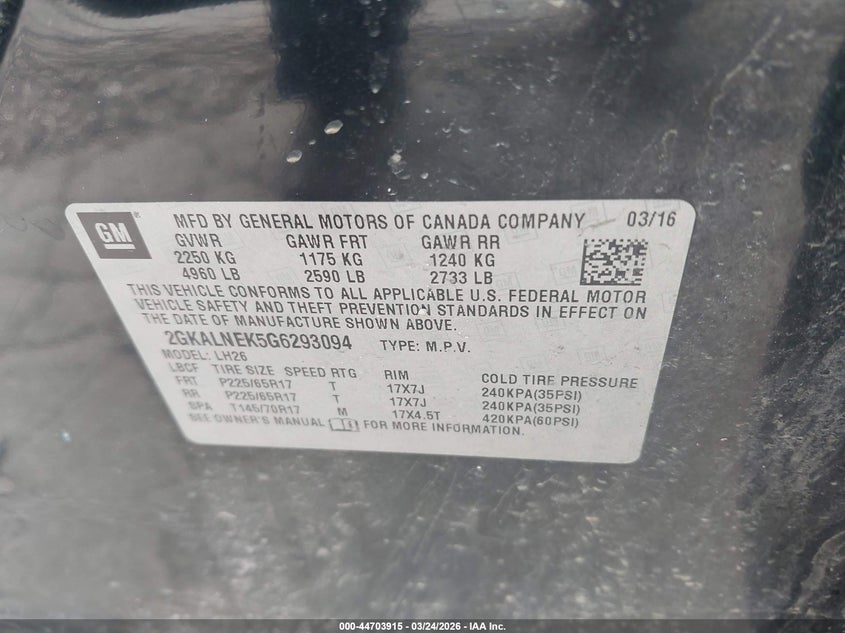 GM
MFD BY GENERAL MOTORS OF CANADA COMPANY 03/16
GVWR GAWR FRT GAWR RR
2250 KG 1175 KG 1240 KG
4960 LB 2590 LB 2733 LB
THIS VEHICLE CONFORMS TO ALL APPLICABLE U.S. FEDERAL MOTOR
VEHICLE SAFETY AND THEFT PREVENTION STANDARDS IN EFFECT ON
THE DATE OF MANUFACTURE SHOWN ABOVE.
2GKALNEK5G6293094 TYPE: M.P.V.
MODEL: LH26
LBCF TIRE SIZE SPEED RTG RIM COLD TIRE PRESSURE
FRT P225/65R17 T 17X7J 240KPA(35PSI)
RR P225/65R17 T 17X7J 240KPA(35PSI)
SPA T145/70R17 M 17X4.5T 420KPA(60PSI)
SEE OWNER'S MANUAL FOR MORE INFORMATION.
000-44703915 - 03/24/2026 - IAA Inc.